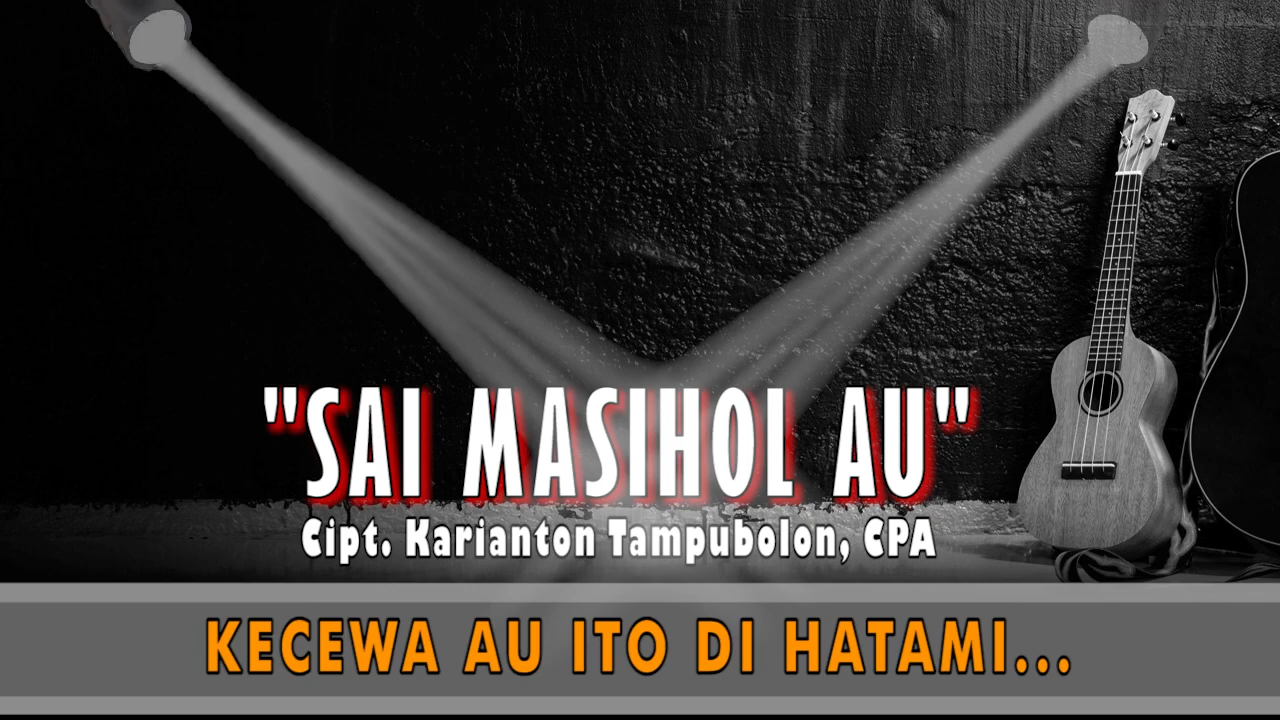 "SAI MASIHOL AU"
Cipt. Karianton Tampubolon, CPA
KECEWA AU ITO DI HATAMI...